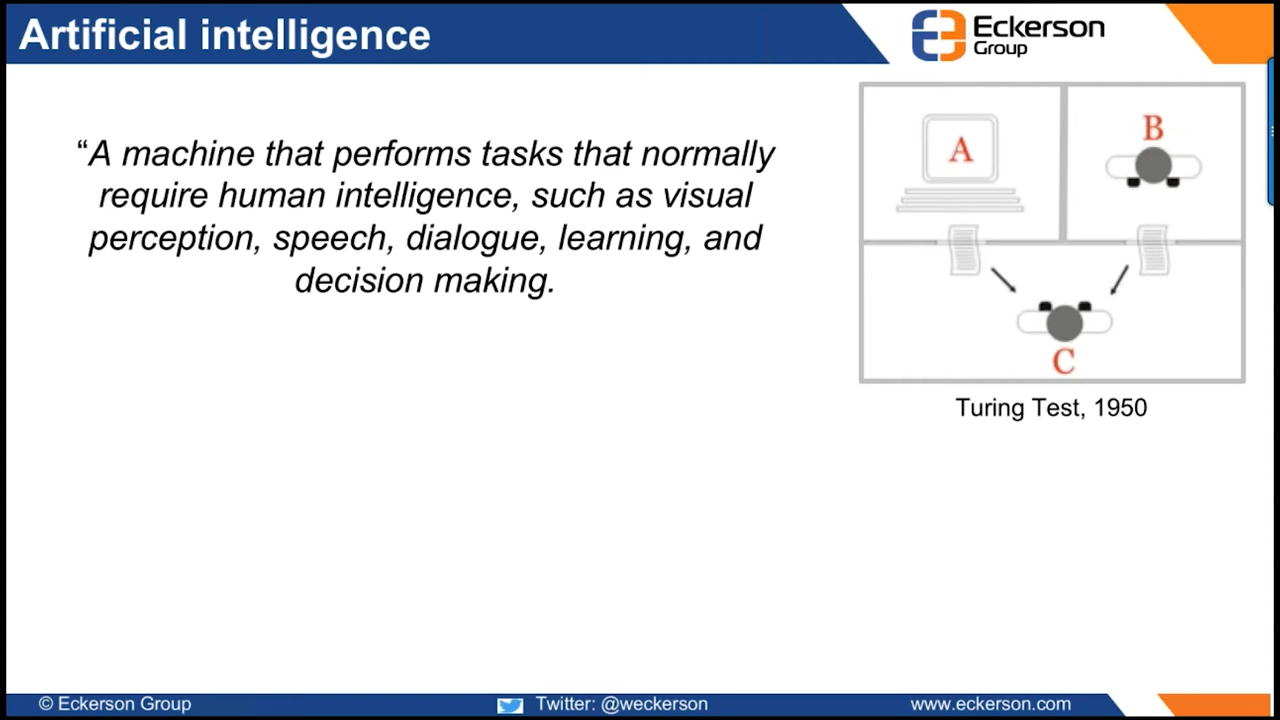 Artificial intelligence
Eckerson
Group
“A machine that performs tasks that normally
require human intelligence, such as visual
perception, speech, dialogue, learning, and
decision making.
A
B
C
Turing Test, 1950
© Eckerson Group
Twitter: @weckerson
www.eckerson.com